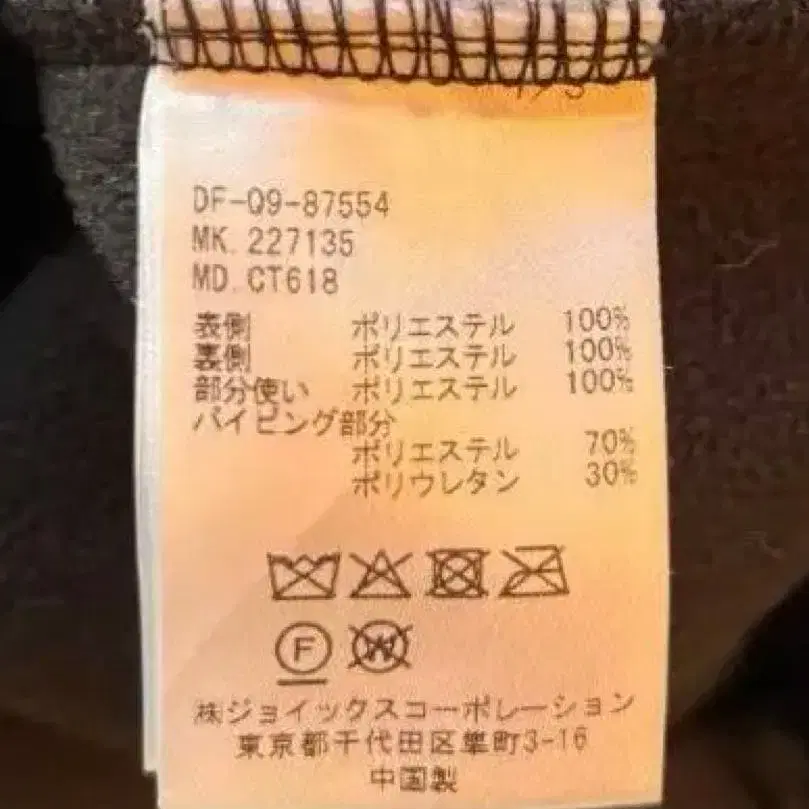 DF-Q9-87554
MK. 227135
MD. CT618
表側 ポリエステル 100%
裏側 ポリエステル 100%
部分使い ポリエステル 100%
パイピング部分
ポリエステル 70%
ポリウレタン 30%
F W
㈱ジョイックスコーポレーション
東京都千代田区隼町3-16
中国製